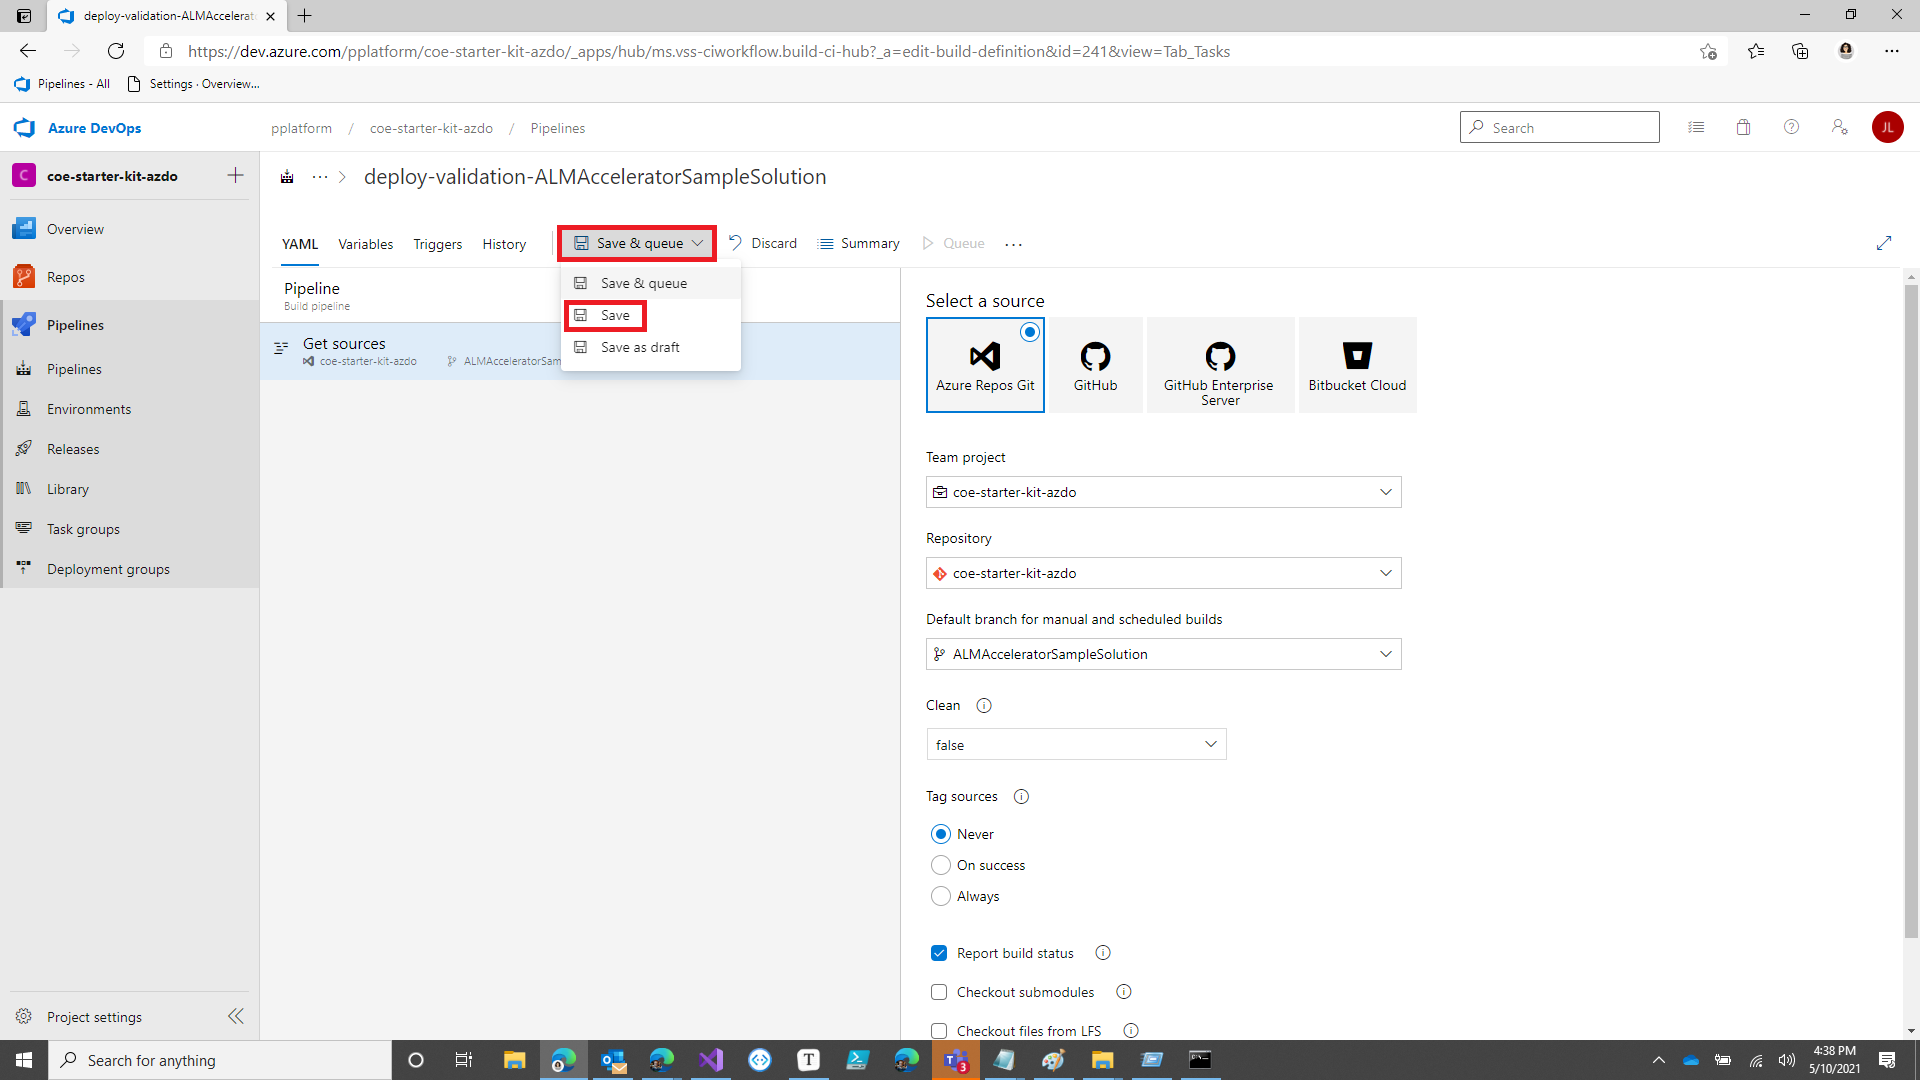 deploy-validation-ALMAccelerat
https://dev.azure.com/pplatform/coe-starter-kit-azdo/_apps/hub/ms.vss-ciworkflow.build-ci-hub?_a=edit-build-definition&id=241&view=Tab_Tasks
Pipelines - All
Settings · Overview...
Azure DevOps
pplatform / coe-starter-kit-azdo / Pipelines
Search
JL
C coe-starter-kit-azdo
deploy-validation-ALMAcceleratorSampleSolution
Overview
Repos
Pipelines
Pipelines
Environments
Releases
Library
Task groups
Deployment groups
Project settings
YAML Variables Triggers History Save & queue Discard Summary Queue ...
Save & queue
Save
Save as draft
Pipeline
Build pipeline
Get sources
coe-starter-kit-azdo ALMAcceleratorSam
Select a source
Azure Repos Git
GitHub
GitHub Enterprise
Server
Bitbucket Cloud
Team project
coe-starter-kit-azdo
Repository
coe-starter-kit-azdo
Default branch for manual and scheduled builds
ALMAcceleratorSampleSolution
Clean
false
Tag sources
Never
On success
Always
Report build status
Checkout submodules
Checkout files from LFS
Search for anything
3
4:38 PM
5/10/2021